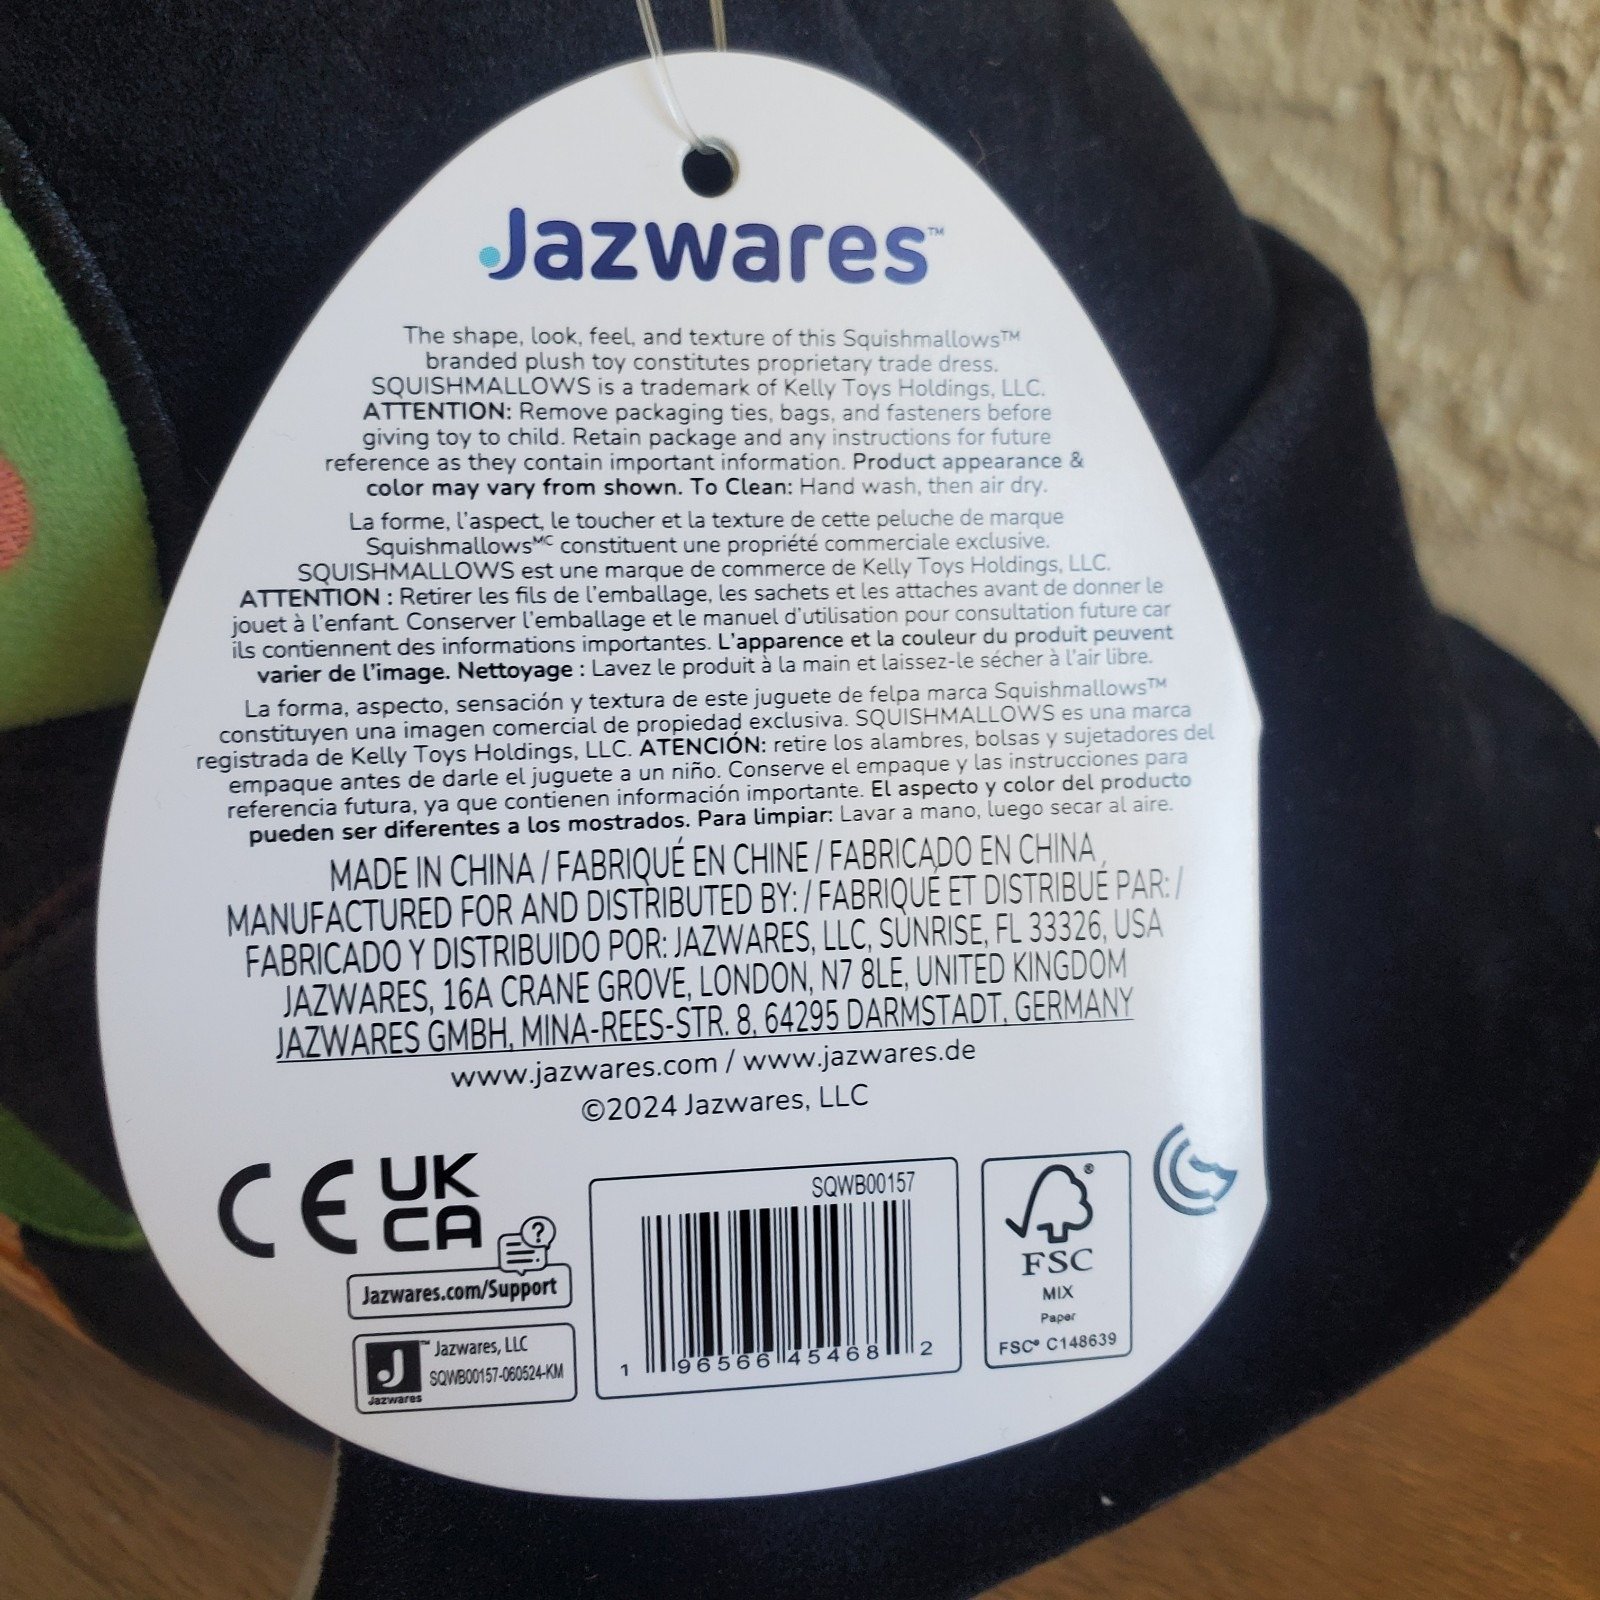 Jazwares™
The shape, look, feel, and texture of this Squishmallows™
branded plush toy constitutes proprietary trade dress.
SQUISHMALLOWS is a trademark of Kelly Toys Holdings, LLC.
ATTENTION: Remove packaging ties, bags, and fasteners before
giving toy to child. Retain package and any instructions for future
reference as they contain important information. Product appearance &
color may vary from shown. To Clean: Hand wash, then air dry.
La forme, l'aspect, le toucher et la texture de cette peluche de marque
Squishmallowsᴹᶜ constituent une propriété commerciale exclusive.
SQUISHMALLOWS est une marque de commerce de Kelly Toys Holdings, LLC.
ATTENTION : Retirer les fils de l'emballage, les sachets et les attaches avant de donner le
jouet à l'enfant. Conserver l'emballage et le manuel d'utilisation pour consultation future car
ils contiennent des informations importantes. L'apparence et la couleur du produit peuvent
varier de l'image. Nettoyage : Lavez le produit à la main et laissez-le sécher à l'air libre.
La forma, aspecto, sensación y textura de este juguete de felpa marca Squishmallows™
constituyen una imagen comercial de propiedad exclusiva. SQUISHMALLOWS es una marca
registrada de Kelly Toys Holdings, LLC. ATENCIÓN: retire los alambres, bolsas y sujetadores del
empaque antes de darle el juguete a un niño. Conserve el empaque y las instrucciones para
referencia futura, ya que contienen información importante. El aspecto y color del producto
pueden ser diferentes a los mostrados. Para limpiar: Lavar a mano, luego secar al aire.
MADE IN CHINA / FABRIQUÉ EN CHINE / FABRICADO EN CHINA
MANUFACTURED FOR AND DISTRIBUTED BY: / FABRIQUÉ ET DISTRIBUÉ PAR: /
FABRICADO Y DISTRIBUIDO POR: JAZWARES, LLC, SUNRISE, FL 33326, USA
JAZWARES, 16A CRANE GROVE, LONDON, N7 8LE, UNITED KINGDOM
JAZWARES GMBH, MINA-REES-STR. 8, 64295 DARMSTADT, GERMANY
www.jazwares.com / www.jazwares.de
©2024 Jazwares, LLC
CE
UK
CA
?
Jazwares.com/Support
J™
Jazwares
Jazwares, LLC
SQWB00157-060524-KM
SQWB00157
1 96566 45468 2
®
FSC
MIX
Paper
FSC® C148639